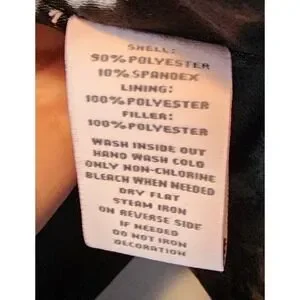 SHELL:
90% POLYESTER
10% SPANDEX
LINING:
100% POLYESTER
FILLER:
100% POLYESTER
WASH INSIDE OUT
HAND WASH COLD
ONLY NON-CHLORINE
BLEACH WHEN NEEDED
DRY FLAT
STEAM IRON
ON REVERSE SIDE
IF NEEDED
DO NOT IRON
DECORATION